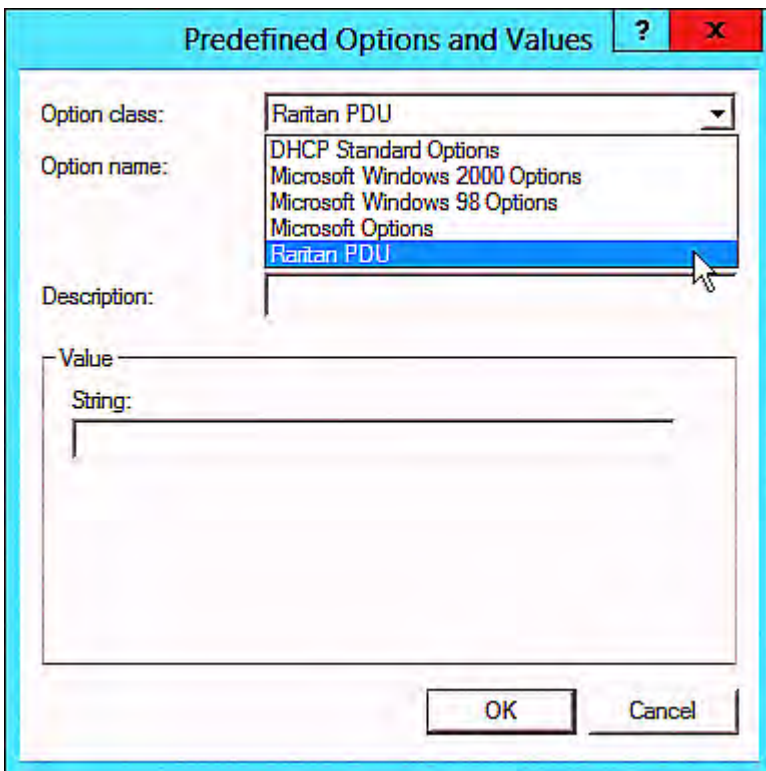 Predefined Options and Values ? x
Option class: Raritan PDU
DHCP Standard Options
Option name: Microsoft Windows 2000 Options
Microsoft Windows 98 Options
Microsoft Options
Raritan PDU
Description:
Value
String:
OK Cancel